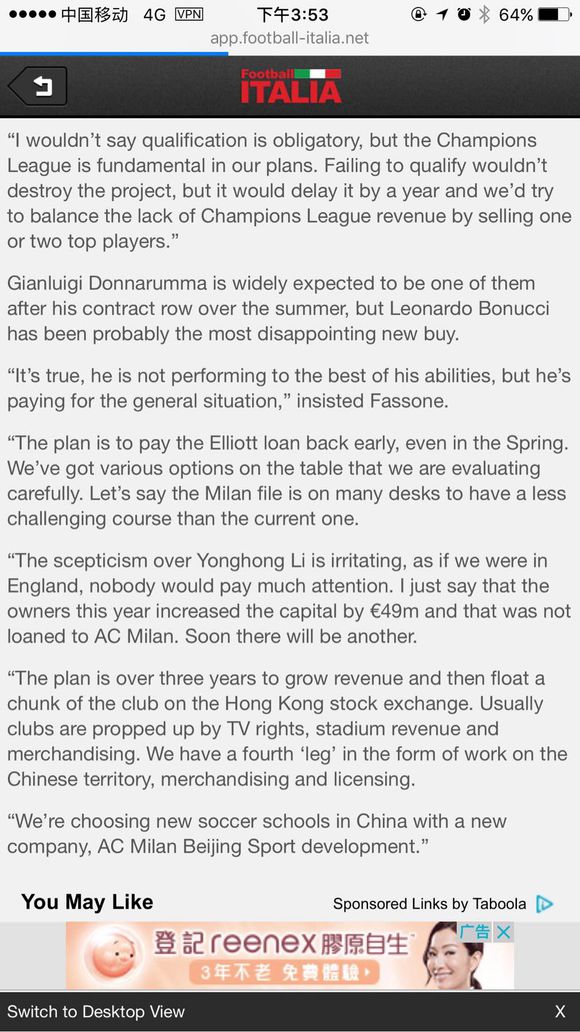 中国移动 4G VPN 下午3:53 64%
app.football-italia.net
Football
ITALIA
“I wouldn’t say qualification is obligatory, but the Champions
League is fundamental in our plans. Failing to qualify wouldn’t
destroy the project, but it would delay it by a year and we’d try
to balance the lack of Champions League revenue by selling one
or two top players.”
Gianluigi Donnarumma is widely expected to be one of them
after his contract row over the summer, but Leonardo Bonucci
has been probably the most disappointing new buy.
“It’s true, he is not performing to the best of his abilities, but he’s
paying for the general situation,” insisted Fassone.
“The plan is to pay the Elliott loan back early, even in the Spring.
We’ve got various options on the table that we are evaluating
carefully. Let’s say the Milan file is on many desks to have a less
challenging course than the current one.
“The scepticism over Yonghong Li is irritating, as if we were in
England, nobody would pay much attention. I just say that the
owners this year increased the capital by €49m and that was not
loaned to AC Milan. Soon there will be another.
“The plan is over three years to grow revenue and then float a
chunk of the club on the Hong Kong stock exchange. Usually
clubs are propped up by TV rights, stadium revenue and
merchandising. We have a fourth ‘leg’ in the form of work on the
Chinese territory, merchandising and licensing.
“We’re choosing new soccer schools in China with a new
company, AC Milan Beijing Sport development.”
You May Like
Sponsored Links by Taboola
登記reenex膠原自生
3年不老 免費體驗
广告
Switch to Desktop View X